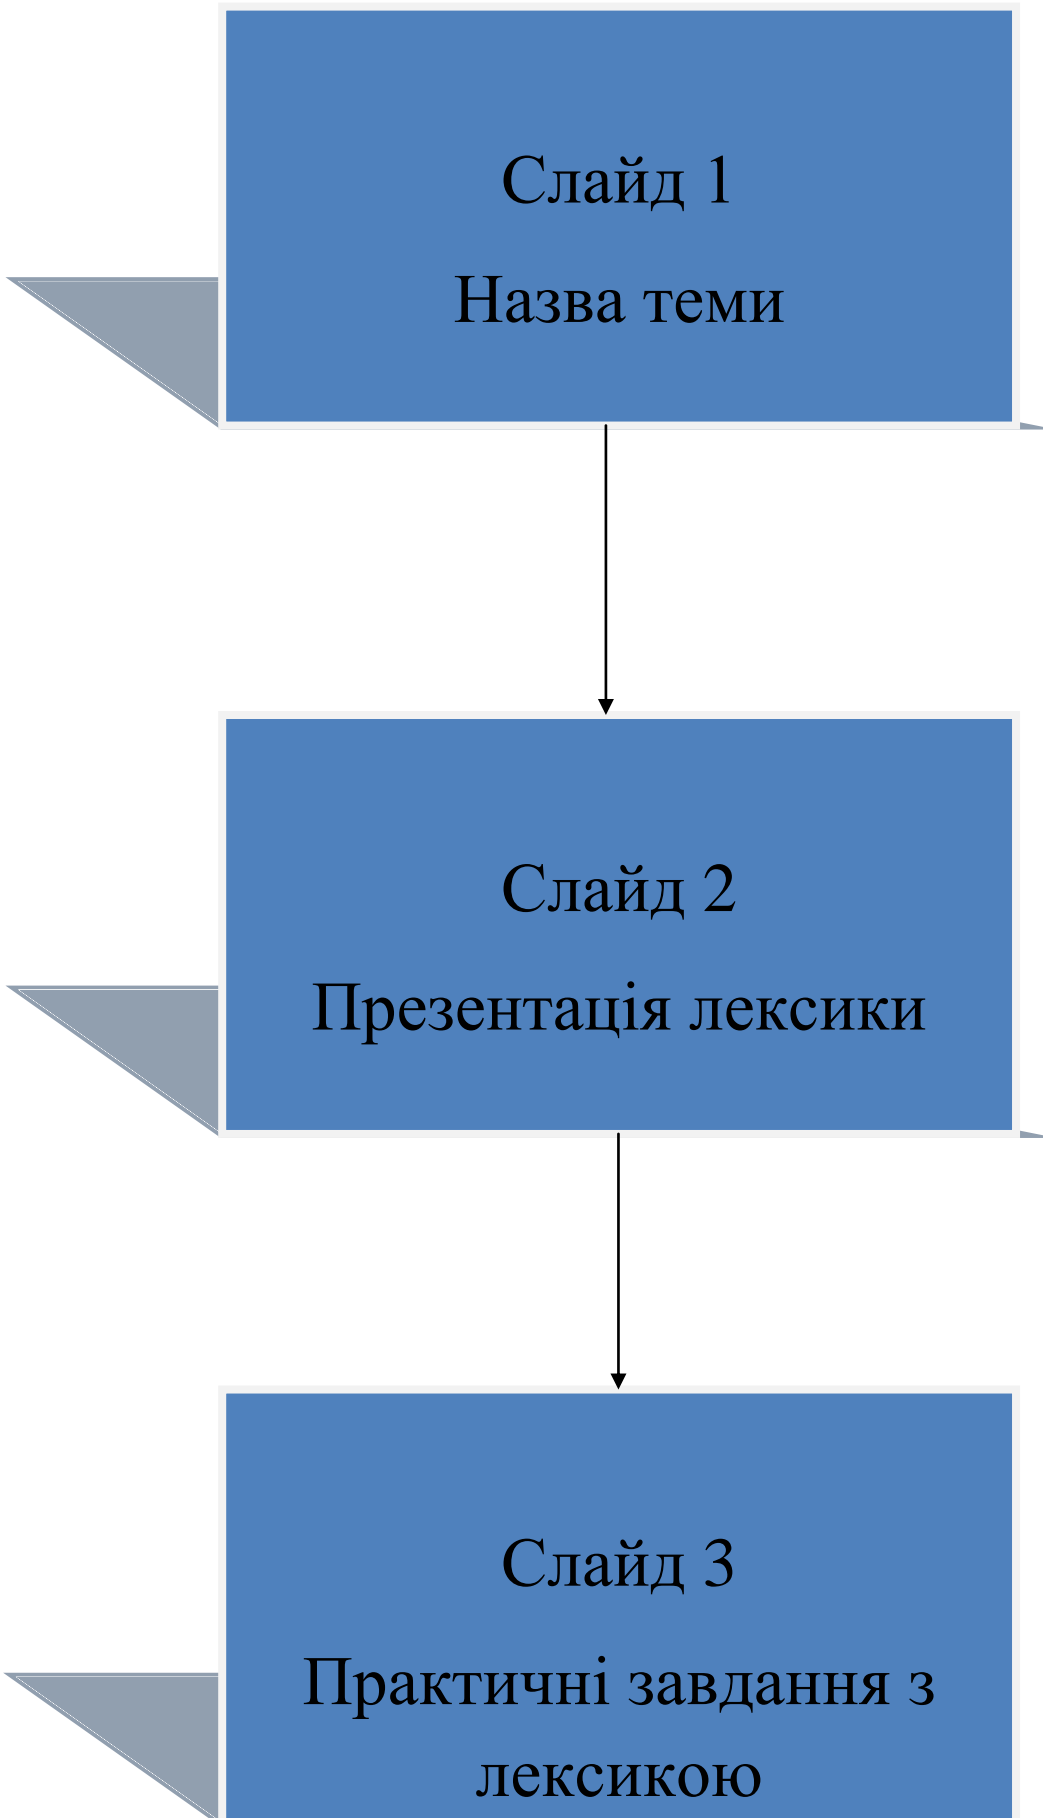 Слайд 1
Назва теми
Слайд 2
Презентація лексики
Слайд 3
Практичні завдання з
лексикою